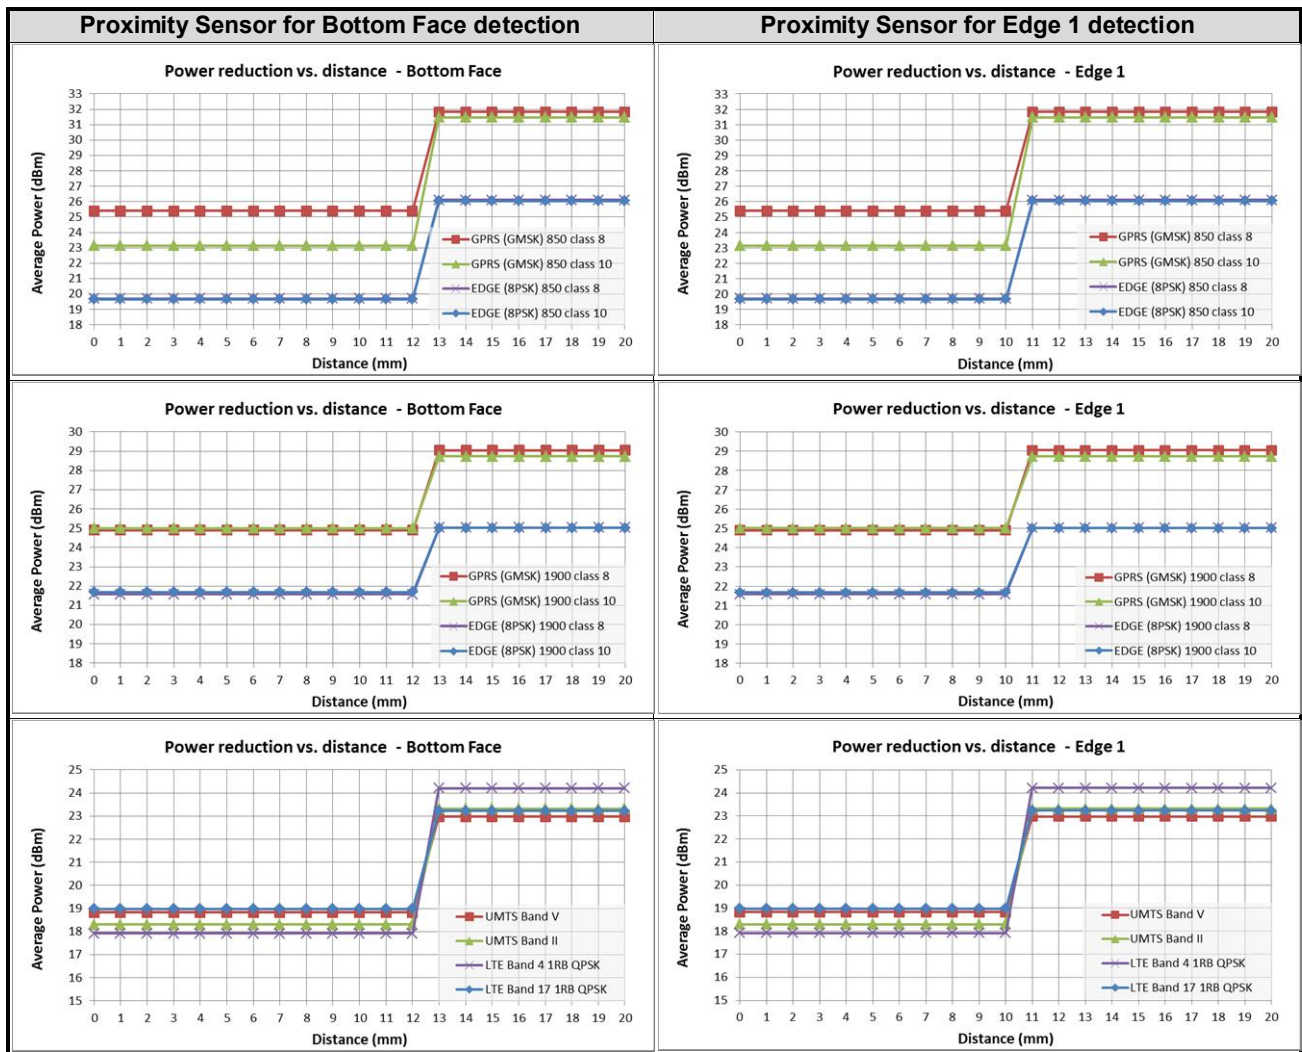 Proximity Sensor for Bottom Face detection
Proximity Sensor for Edge 1 detection
Power reduction vs. distance - Bottom Face
33
32
31
30
29
28
27
26
25
24
23
22
21
20
19
18
Average Power (dBm)
GPRS (GMSK) 850 class 8
GPRS (GMSK) 850 class 10
EDGE (8PSK) 850 class 8
EDGE (8PSK) 850 class 10
0 1 2 3 4 5 6 7 8 9 10 11 12 13 14 15 16 17 18 19 20
Distance (mm)
Power reduction vs. distance - Edge 1
33
32
31
30
29
28
27
26
25
24
23
22
21
20
19
18
Average Power (dBm)
GPRS (GMSK) 850 class 8
GPRS (GMSK) 850 class 10
EDGE (8PSK) 850 class 8
EDGE (8PSK) 850 class 10
0 1 2 3 4 5 6 7 8 9 10 11 12 13 14 15 16 17 18 19 20
Distance (mm)
Power reduction vs. distance - Bottom Face
30
29
28
27
26
25
24
23
22
21
20
19
18
Average Power (dBm)
GPRS (GMSK) 1900 class 8
GPRS (GMSK) 1900 class 10
EDGE (8PSK) 1900 class 8
EDGE (8PSK) 1900 class 10
0 1 2 3 4 5 6 7 8 9 10 11 12 13 14 15 16 17 18 19 20
Distance (mm)
Power reduction vs. distance - Edge 1
30
29
28
27
26
25
24
23
22
21
20
19
18
Average Power (dBm)
GPRS (GMSK) 1900 class 8
GPRS (GMSK) 1900 class 10
EDGE (8PSK) 1900 class 8
EDGE (8PSK) 1900 class 10
0 1 2 3 4 5 6 7 8 9 10 11 12 13 14 15 16 17 18 19 20
Distance (mm)
Power reduction vs. distance - Bottom Face
25
24
23
22
21
20
19
18
17
16
15
Average Power (dBm)
UMTS Band V
UMTS Band II
LTE Band 4 1RB QPSK
LTE Band 17 1RB QPSK
0 1 2 3 4 5 6 7 8 9 10 11 12 13 14 15 16 17 18 19 20
Distance (mm)
Power reduction vs. distance - Edge 1
25
24
23
22
21
20
19
18
17
16
15
Average Power (dBm)
UMTS Band V
UMTS Band II
LTE Band 4 1RB QPSK
LTE Band 17 1RB QPSK
0 1 2 3 4 5 6 7 8 9 10 11 12 13 14 15 16 17 18 19 20
Distance (mm)